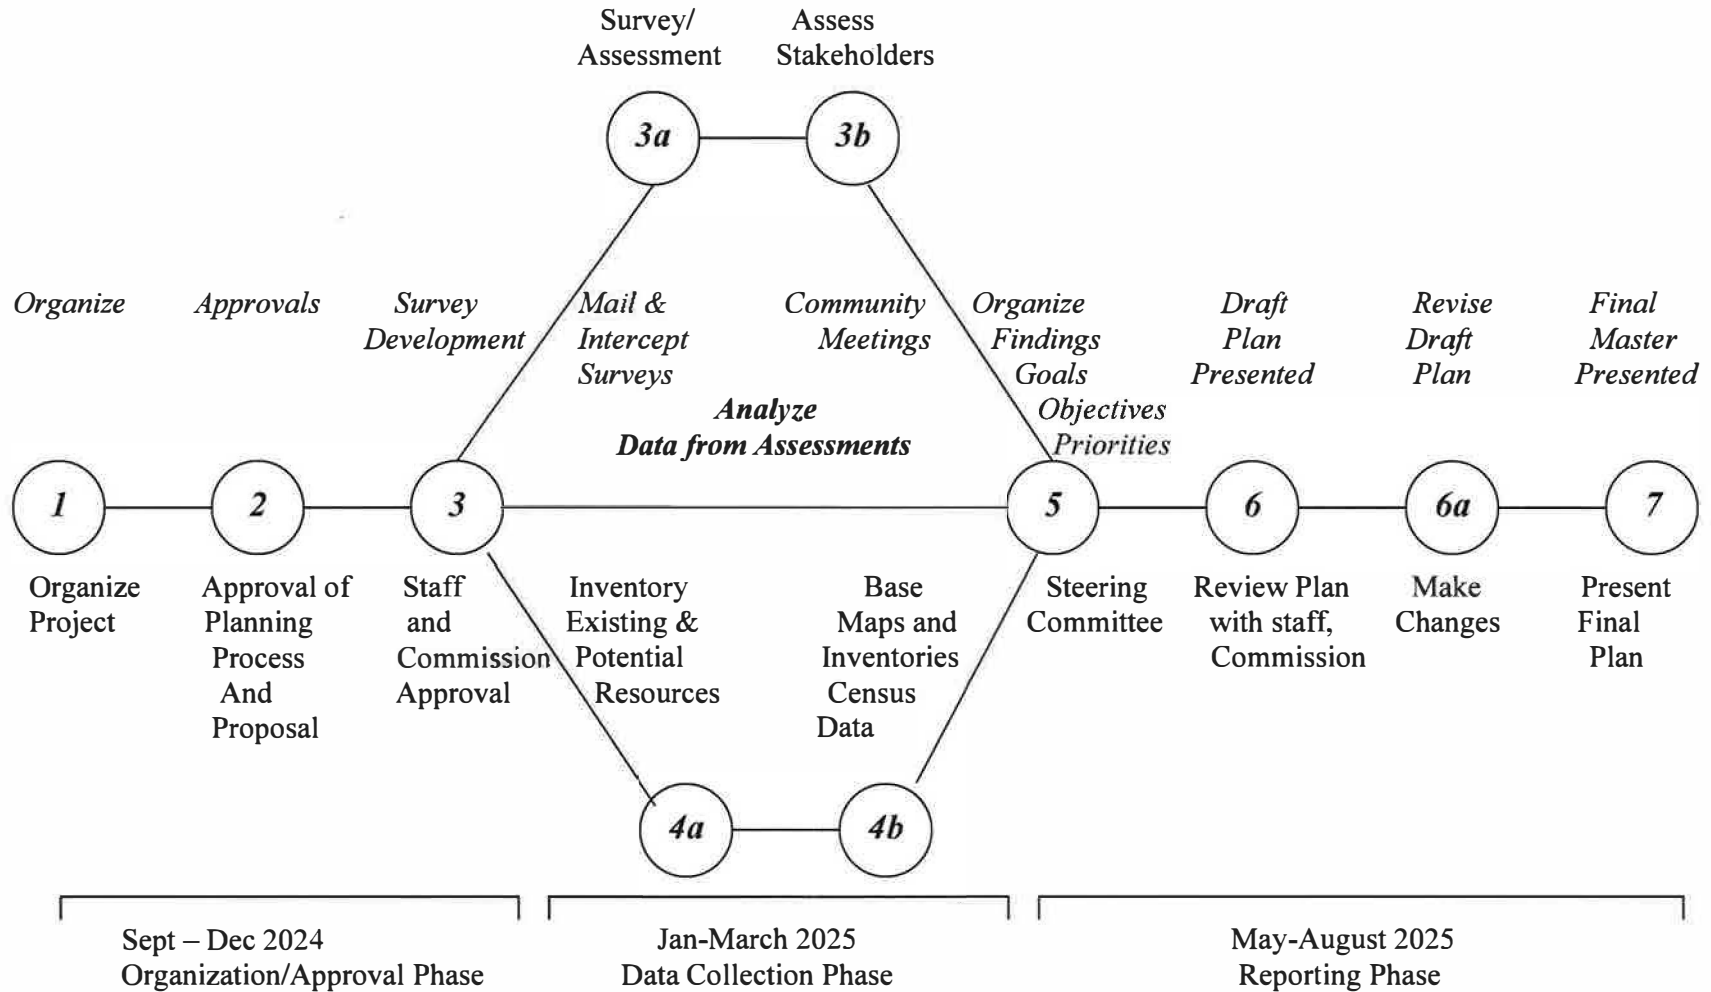 Survey/
Assessment
Assess
Stakeholders
3a
3b
Organize
Approvals
Survey
Development
Mail &
Intercept
Surveys
Community
Meetings
Organize
Findings
Goals
Objectives
Priorities
Draft
Plan
Presented
Revise
Draft
Plan
Final
Master
Presented
Analyze
Data from Assessments
1
2
3
5
6
6a
7
Organize
Project
Approval of
Planning
Process
And
Proposal
Staff
and
Commission
Approval
Inventory
Existing &
Potential
Resources
Base
Maps and
Inventories
Census
Data
Steering
Committee
Review Plan
with staff,
Commission
Make
Changes
Present
Final
Plan
4a
4b
Sept – Dec 2024
Organization/Approval Phase
Jan-March 2025
Data Collection Phase
May-August 2025
Reporting Phase